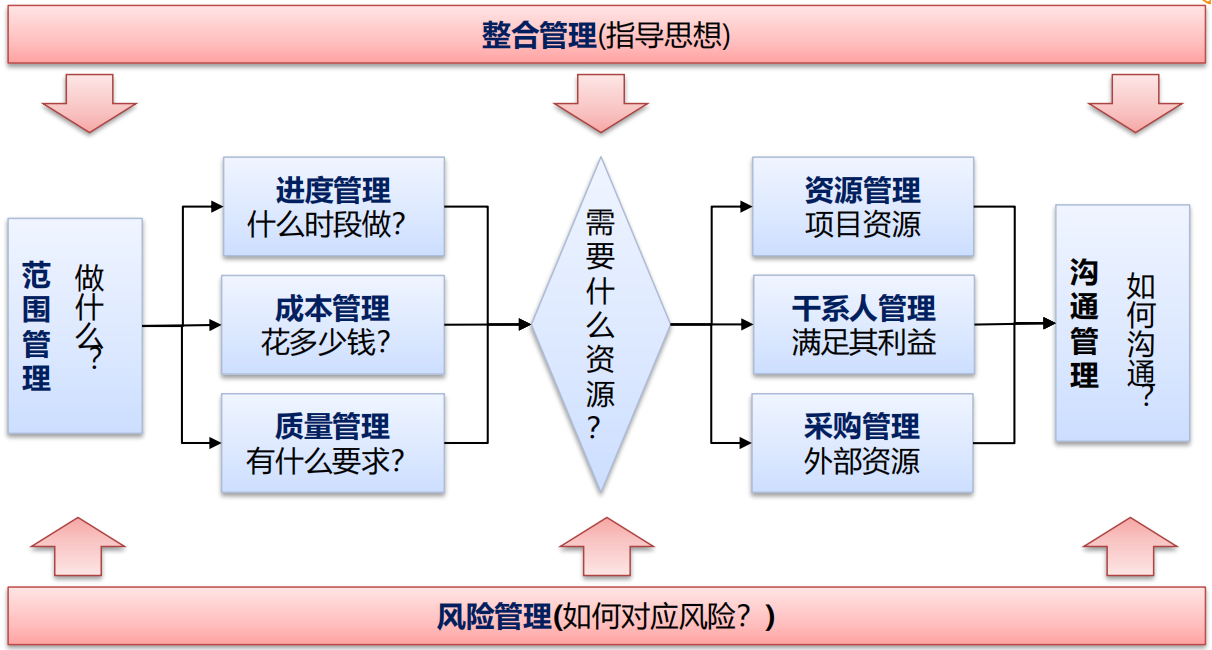 整合管理(指导思想)
范围管理
做什么？
进度管理
什么时段做？
成本管理
花多少钱？
质量管理
有什么要求？
需要什么资源？
资源管理
项目资源
干系人管理
满足其利益
采购管理
外部资源
沟通管理
如何沟通？
风险管理(如何对应风险？)